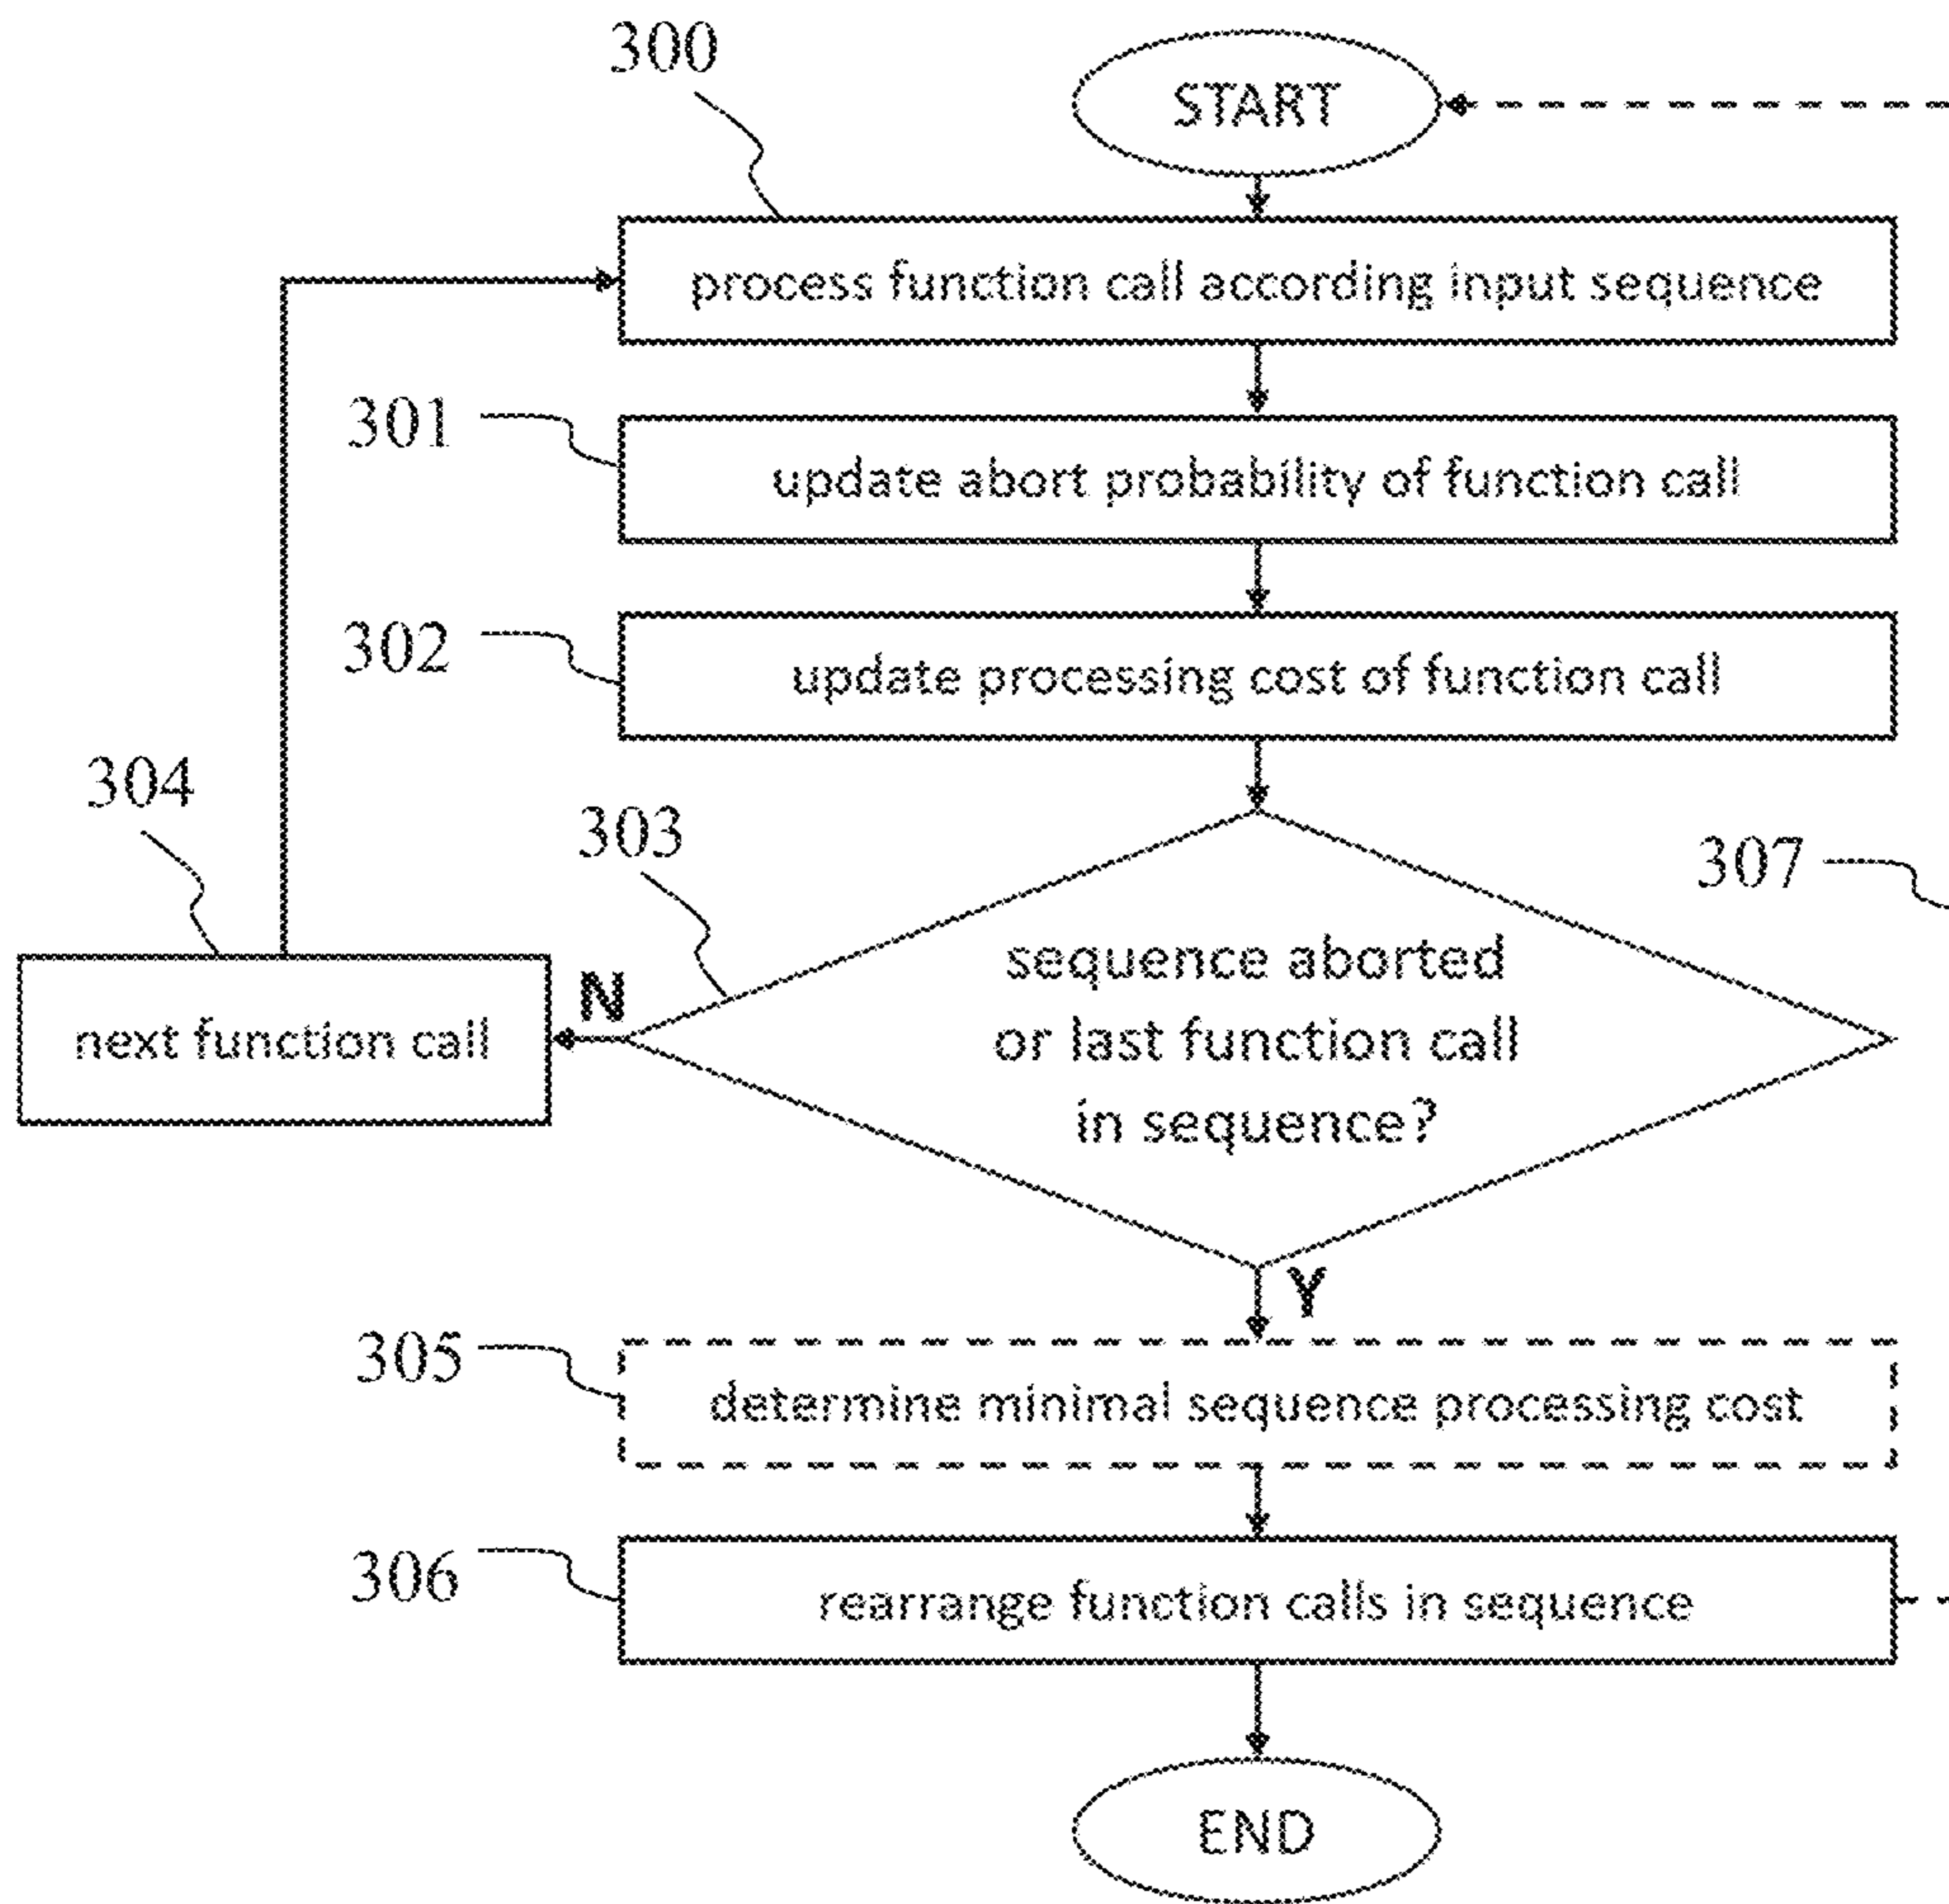 300
START
process function call according input sequence
301
update abort probability of function call
302
update processing cost of function call
304
303
307
next function call
N
sequence aborted
or last function call
in sequence?
Y
305
determine minimal sequence processing cost
306
rearrange function calls in sequence
END